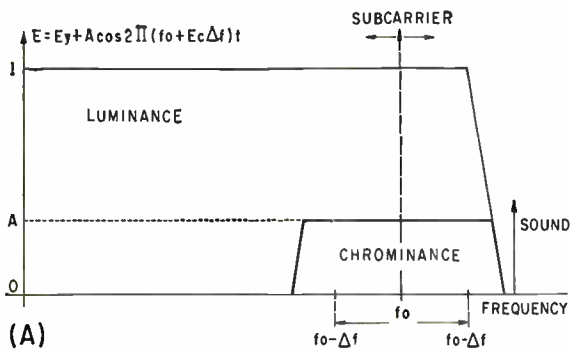 SUBCARRIER
E=Ey+Acos2Π(fo+EcΔf)t
1
LUMINANCE
A
SOUND
CHROMINANCE
0
fo
FREQUENCY
fo-Δf
fo-Δf
(A)